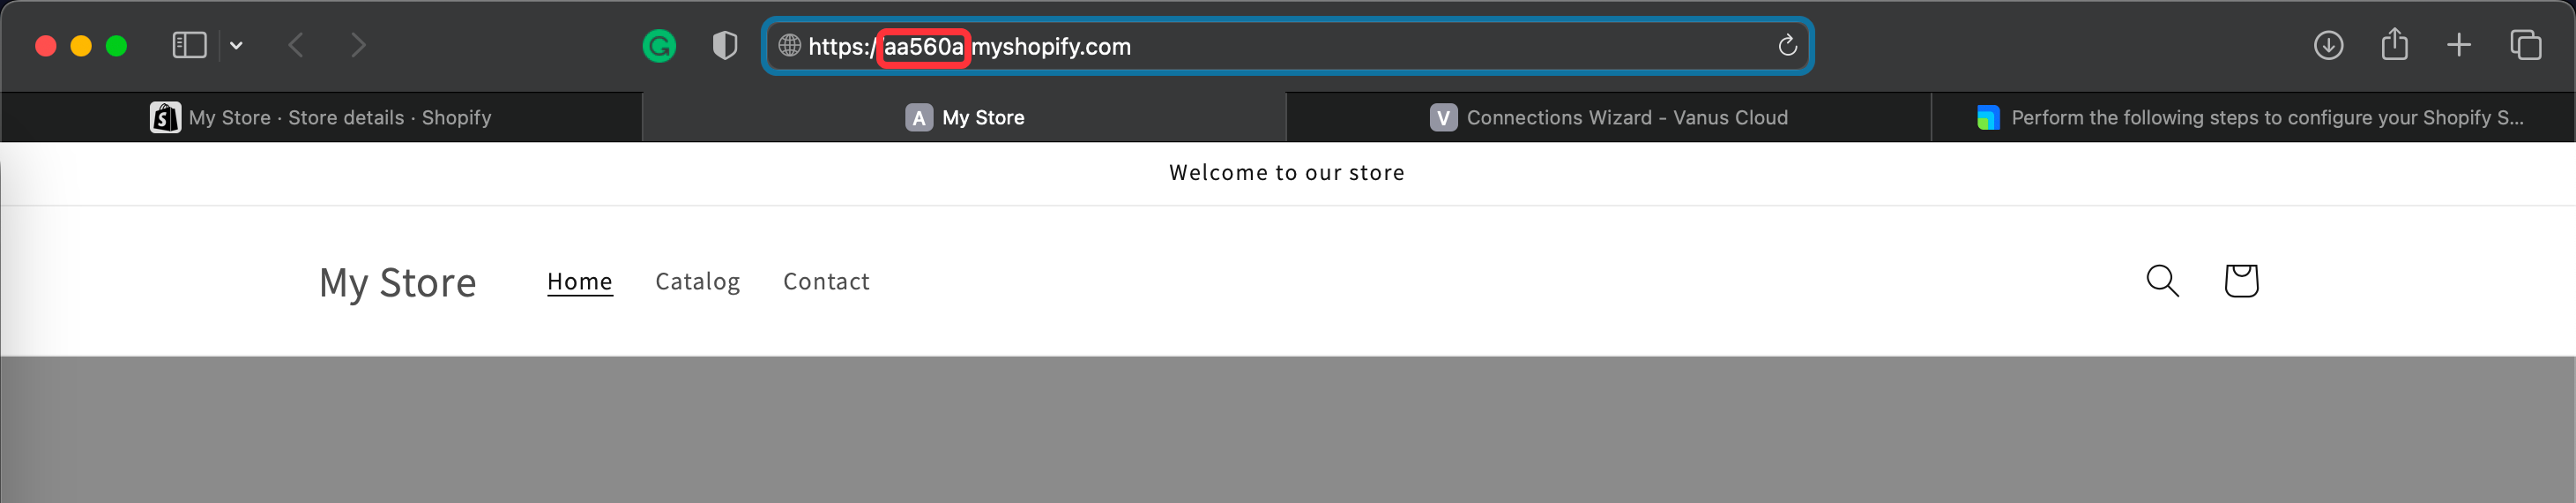 https:/aa560a.myshopify.com
My Store · Store details · Shopify
A My Store
V Connections Wizard - Vanus Cloud
Perform the following steps to configure your Shopify S...
Welcome to our store
My Store Home Catalog Contact